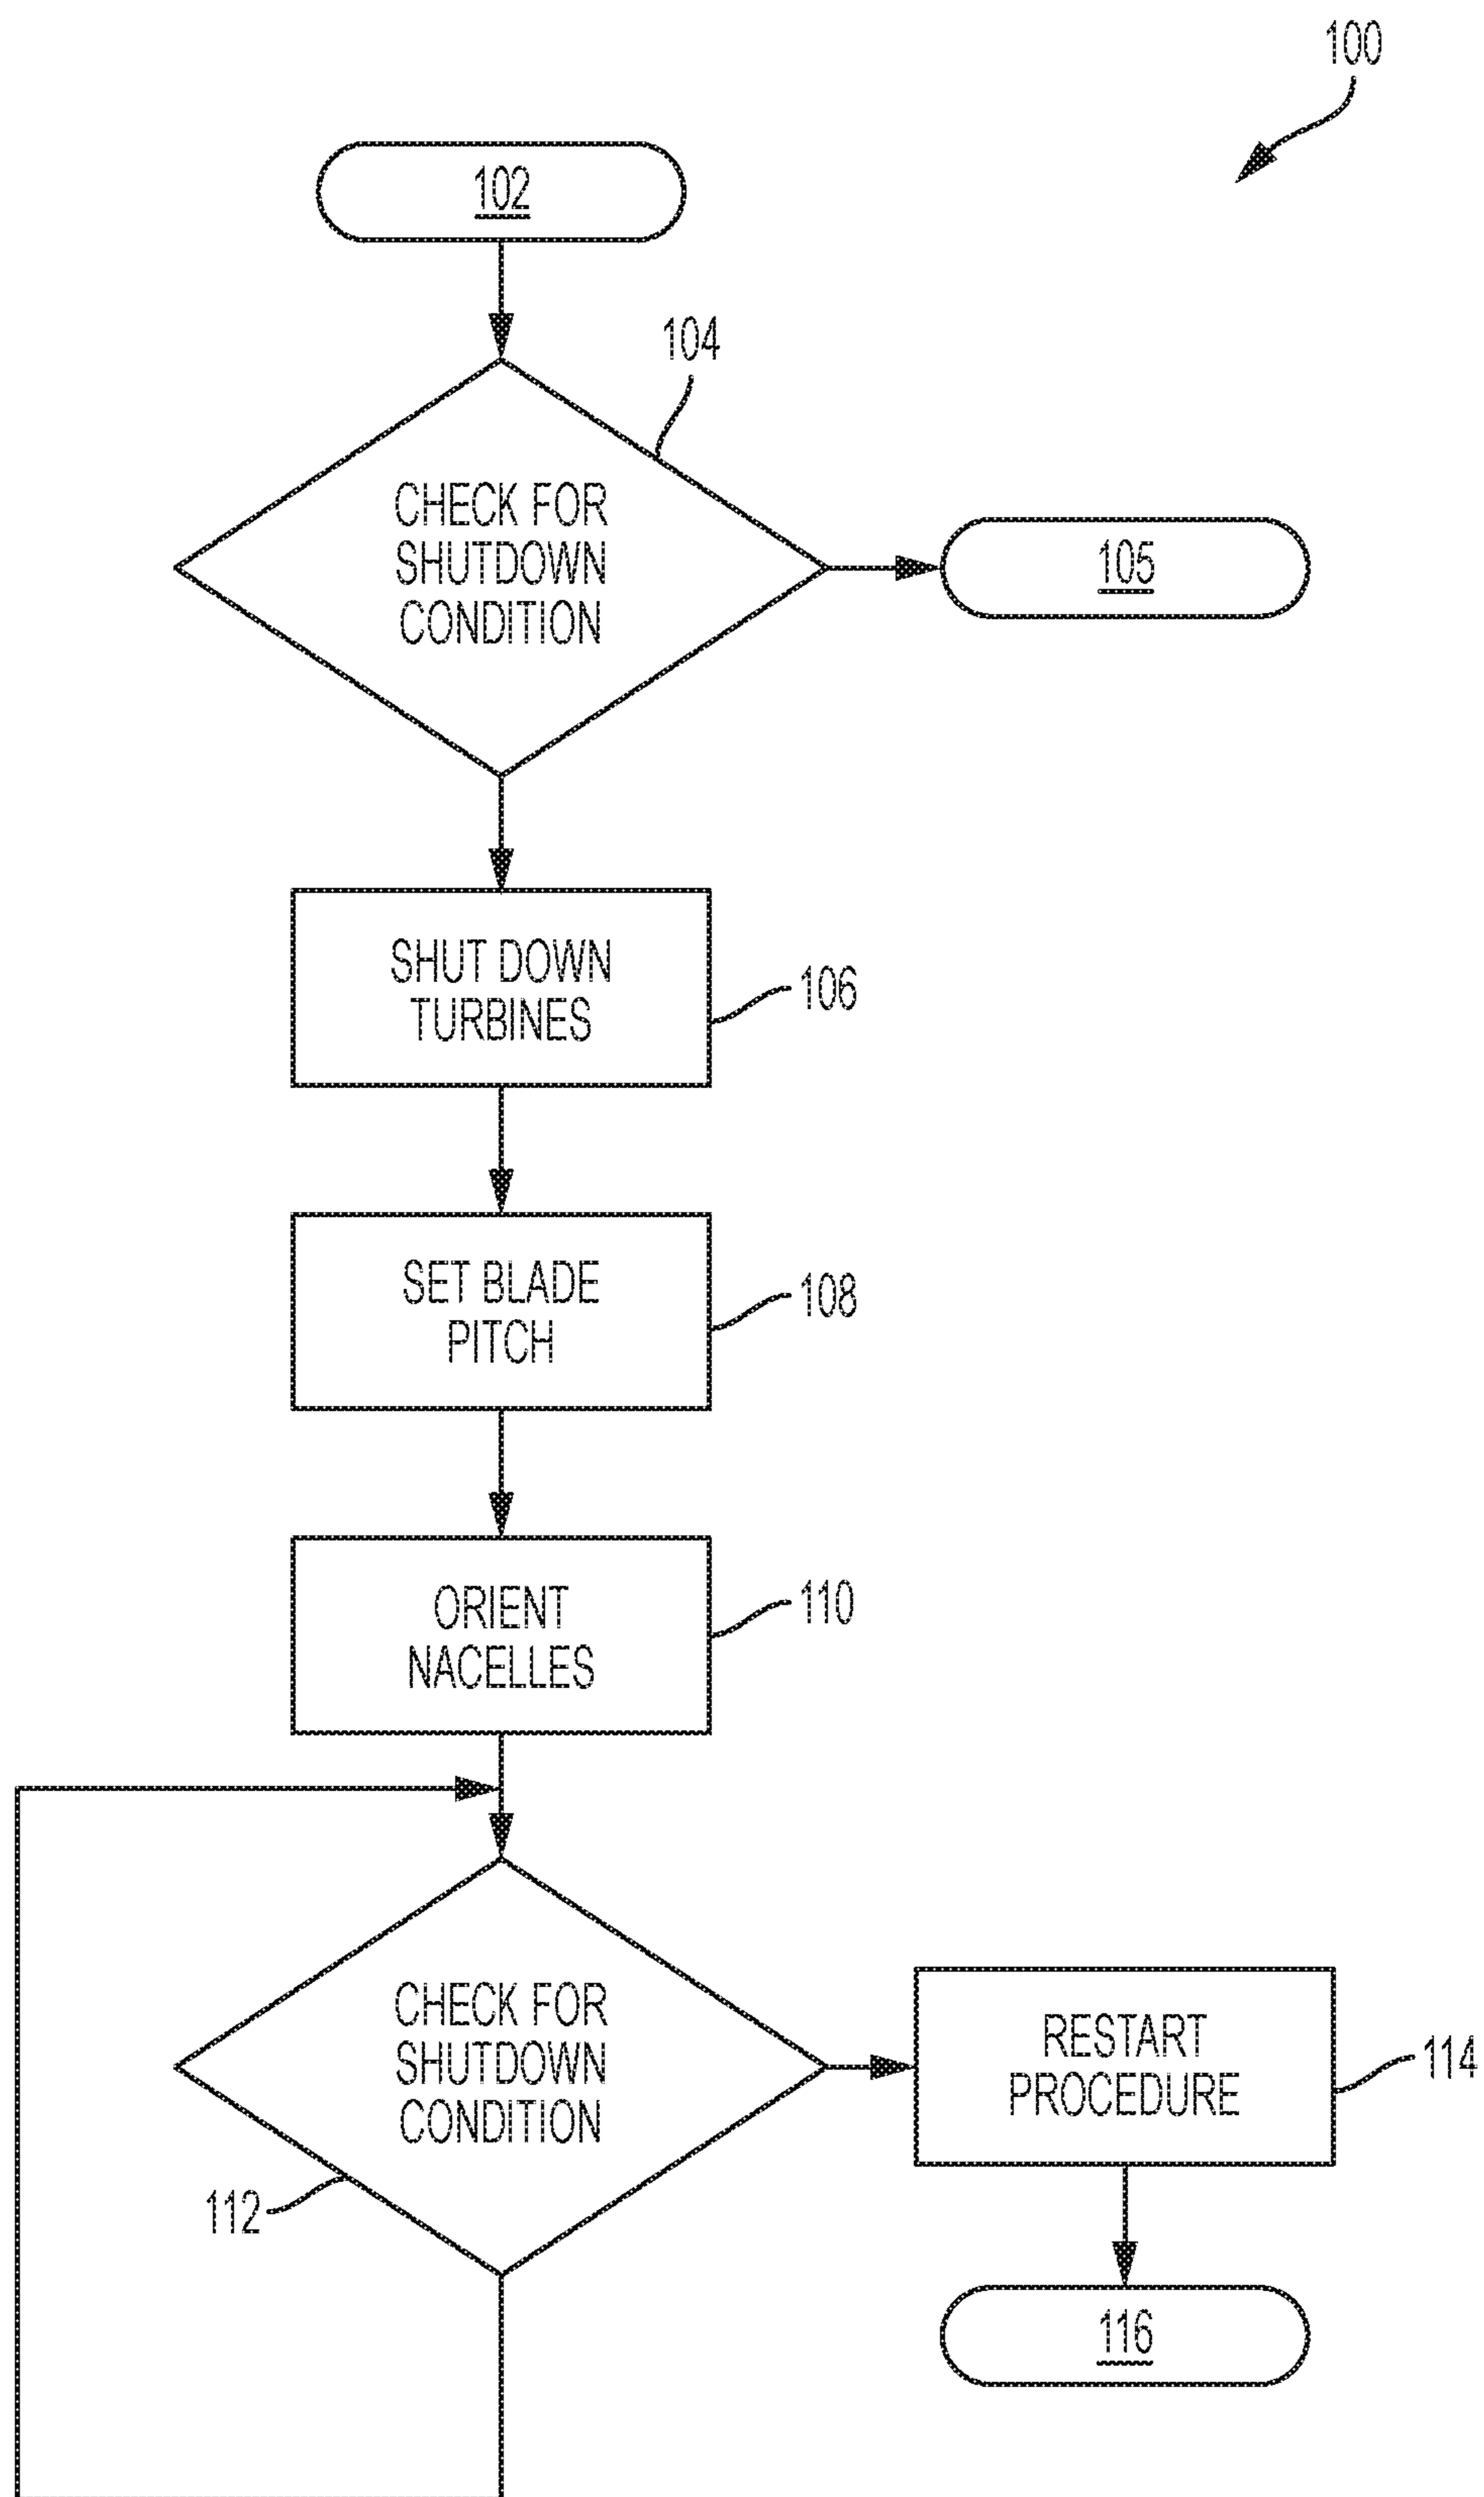 100
102
104
CHECK FOR
SHUTDOWN
CONDITION
105
SHUT DOWN
TURBINES
106
SET BLADE
PITCH
108
ORIENT
NACELLES
110
CHECK FOR
SHUTDOWN
CONDITION
112
RESTART
PROCEDURE
114
116